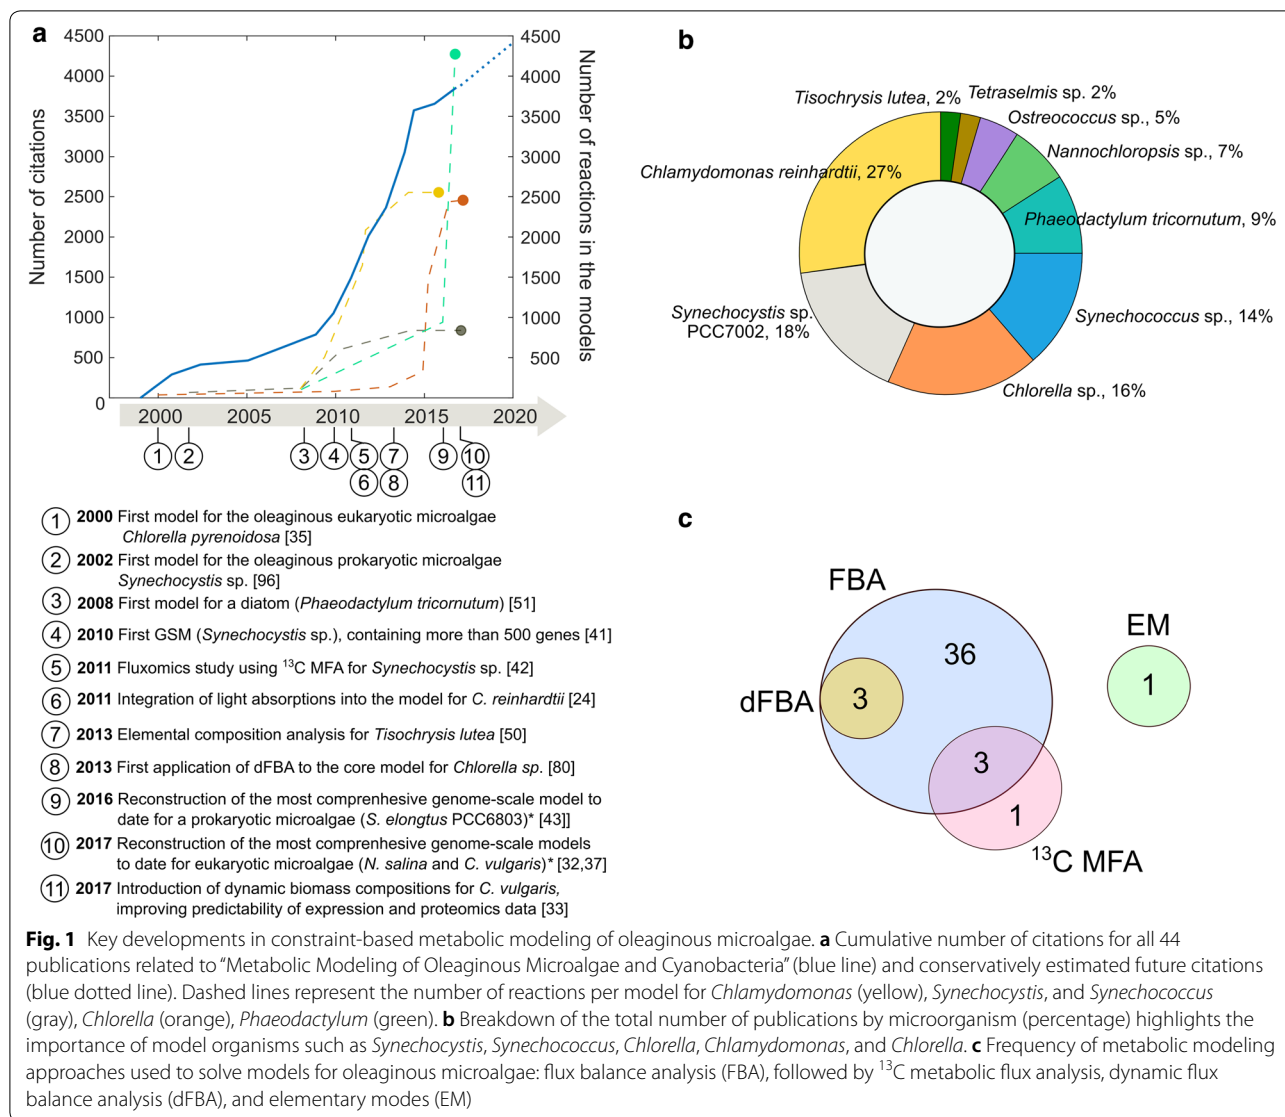 a
4500
4000
3500
3000
2500
2000
1500
1000
500
0
Number of citations
4500
4000
3500
3000
2500
2000
1500
1000
500
Number of reactions in the models
2000 2005 2010 2015 2020
1 2 3 4 5 7 9 10
6 8 11
1 2000 First model for the oleaginous eukaryotic microalgae
Chlorella pyrenoidosa [35]
2 2002 First model for the oleaginous prokaryotic microalgae
Synechocystis sp. [96]
3 2008 First model for a diatom (Phaeodactylum tricornutum) [51]
4 2010 First GSM (Synechocystis sp.), containing more than 500 genes [41]
5 2011 Fluxomics study using ¹³C MFA for Synechocystis sp. [42]
6 2011 Integration of light absorptions into the model for C. reinhardtii [24]
7 2013 Elemental composition analysis for Tisochrysis lutea [50]
8 2013 First application of dFBA to the core model for Chlorella sp. [80]
9 2016 Reconstruction of the most comprenhesive genome-scale model to
date for a prokaryotic microalgae (S. elongtus PCC6803)* [43]]
10 2017 Reconstruction of the most comprenhesive genome-scale models
to date for eukaryotic microalgae (N. salina and C. vulgaris)* [32,37]
11 2017 Introduction of dynamic biomass compositions for C. vulgaris,
improving predictability of expression and proteomics data [33]
b
Tisochrysis lutea, 2%
Tetraselmis sp. 2%
Ostreococcus sp., 5%
Nannochloropsis sp., 7%
Chlamydomonas reinhardtii, 27%
Phaeodactylum tricornutum, 9%
Synechocystis sp.
PCC7002, 18%
Synechococcus sp., 14%
Chlorella sp., 16%
c
FBA
36
EM
1
dFBA
3
3
1
¹³C MFA
Fig. 1 Key developments in constraint-based metabolic modeling of oleaginous microalgae. a Cumulative number of citations for all 44
publications related to “Metabolic Modeling of Oleaginous Microalgae and Cyanobacteria” (blue line) and conservatively estimated future citations
(blue dotted line). Dashed lines represent the number of reactions per model for Chlamydomonas (yellow), Synechocystis, and Synechococcus
(gray), Chlorella (orange), Phaeodactylum (green). b Breakdown of the total number of publications by microorganism (percentage) highlights the
importance of model organisms such as Synechocystis, Synechococcus, Chlorella, Chlamydomonas, and Chlorella. c Frequency of metabolic modeling
approaches used to solve models for oleaginous microalgae: flux balance analysis (FBA), followed by ¹³C metabolic flux analysis, dynamic flux
balance analysis (dFBA), and elementary modes (EM)